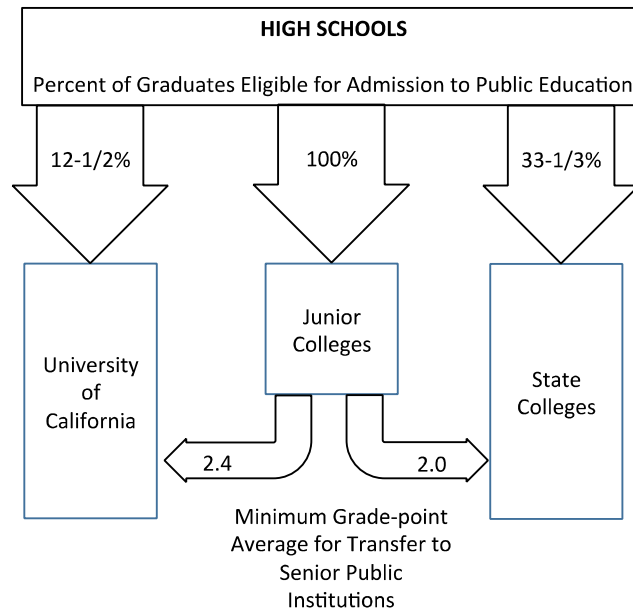 HIGH SCHOOLS
Percent of Graduates Eligible for Admission to Public Education
12-1/2%
100%
33-1/3%
University
of
California
Junior
Colleges
State
Colleges
2.4
2.0
Minimum Grade-point
Average for Transfer to
Senior Public
Institutions